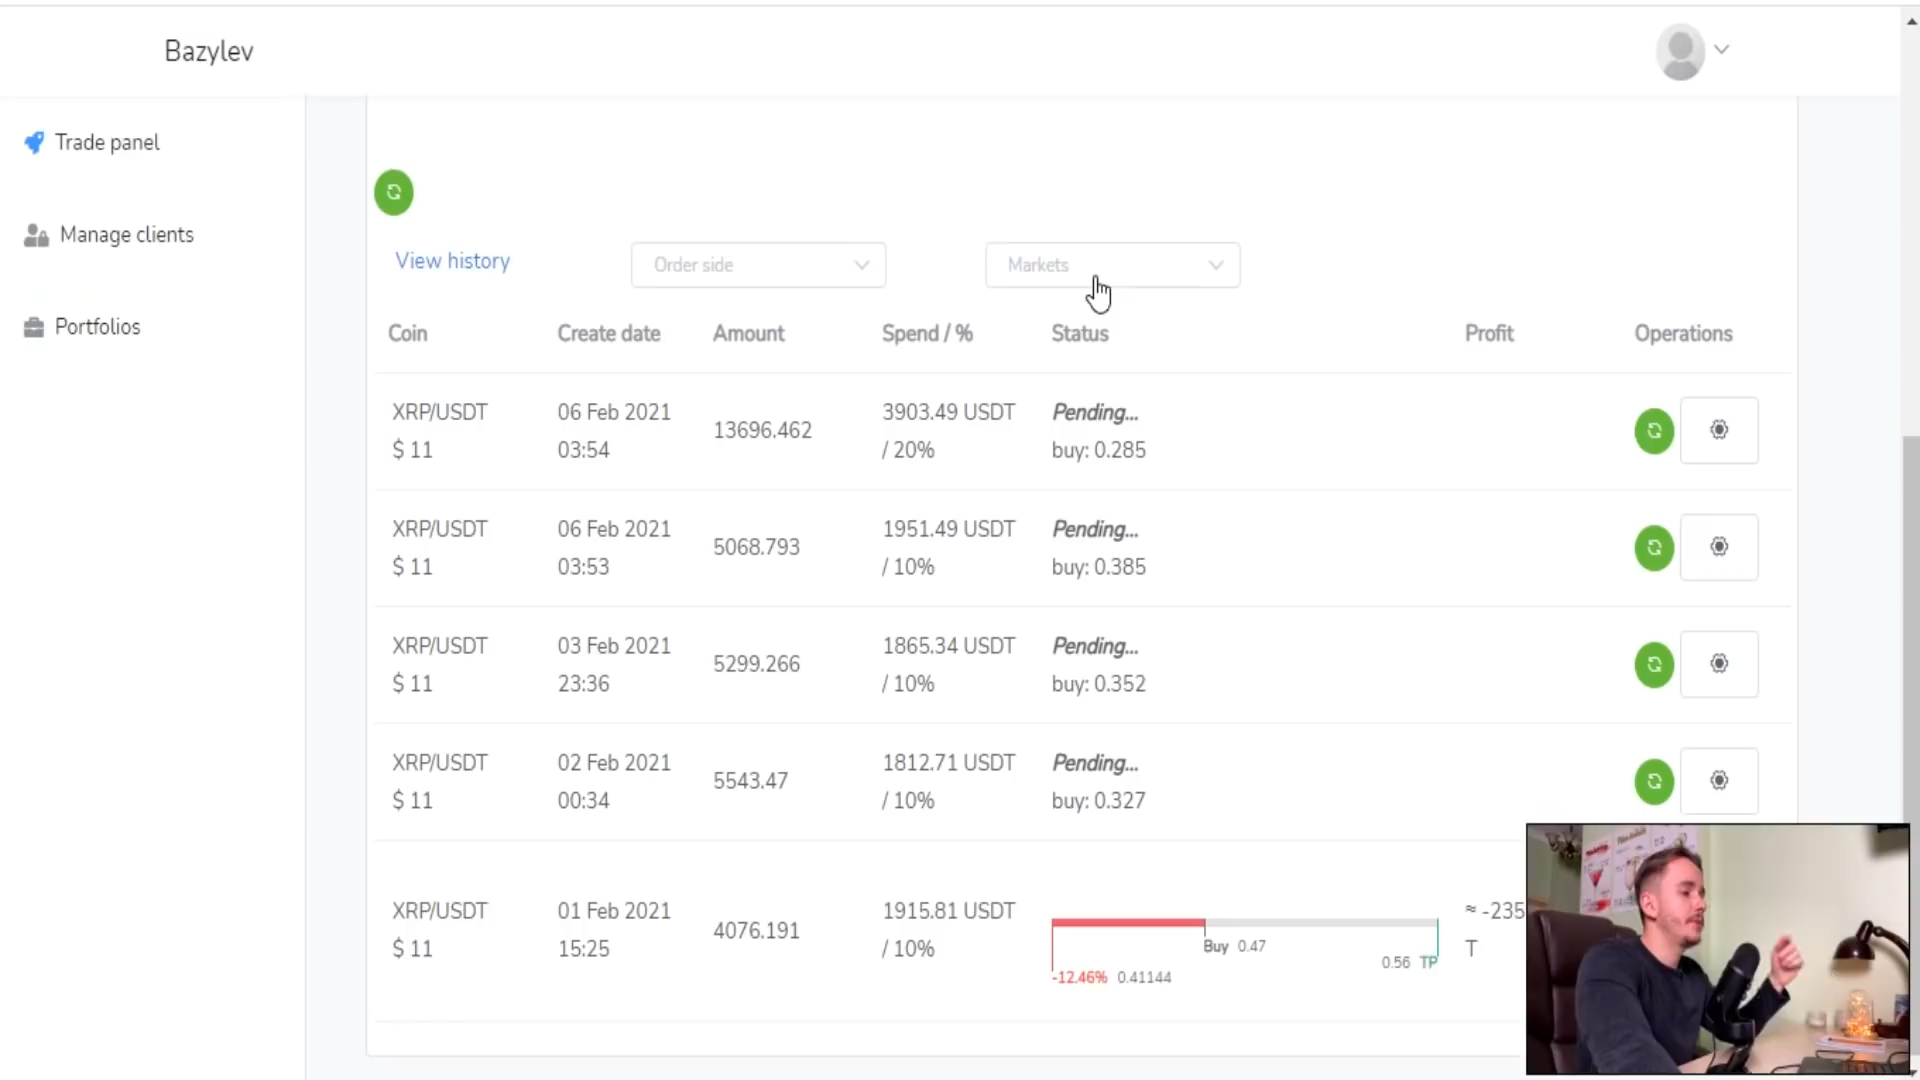 Bazylev
Trade panel
Manage clients
Portfolios
View history
Order side
Markets
Coin Create date Amount Spend / % Status Profit Operations
XRP/USDT 06 Feb 2021 13696.462 3903.49 USDT Pending...
$ 11 03:54 / 20% buy: 0.285
XRP/USDT 06 Feb 2021 5068.793 1951.49 USDT Pending...
$ 11 03:53 / 10% buy: 0.385
XRP/USDT 03 Feb 2021 5299.266 1865.34 USDT Pending...
$ 11 23:36 / 10% buy: 0.352
XRP/USDT 02 Feb 2021 5543.47 1812.71 USDT Pending...
$ 11 00:34 / 10% buy: 0.327
XRP/USDT 01 Feb 2021 4076.191 1915.81 USDT ≈ -235
$ 11 15:25 / 10% Buy 0.47 T
0.56 TP
-12.46% 0.41144